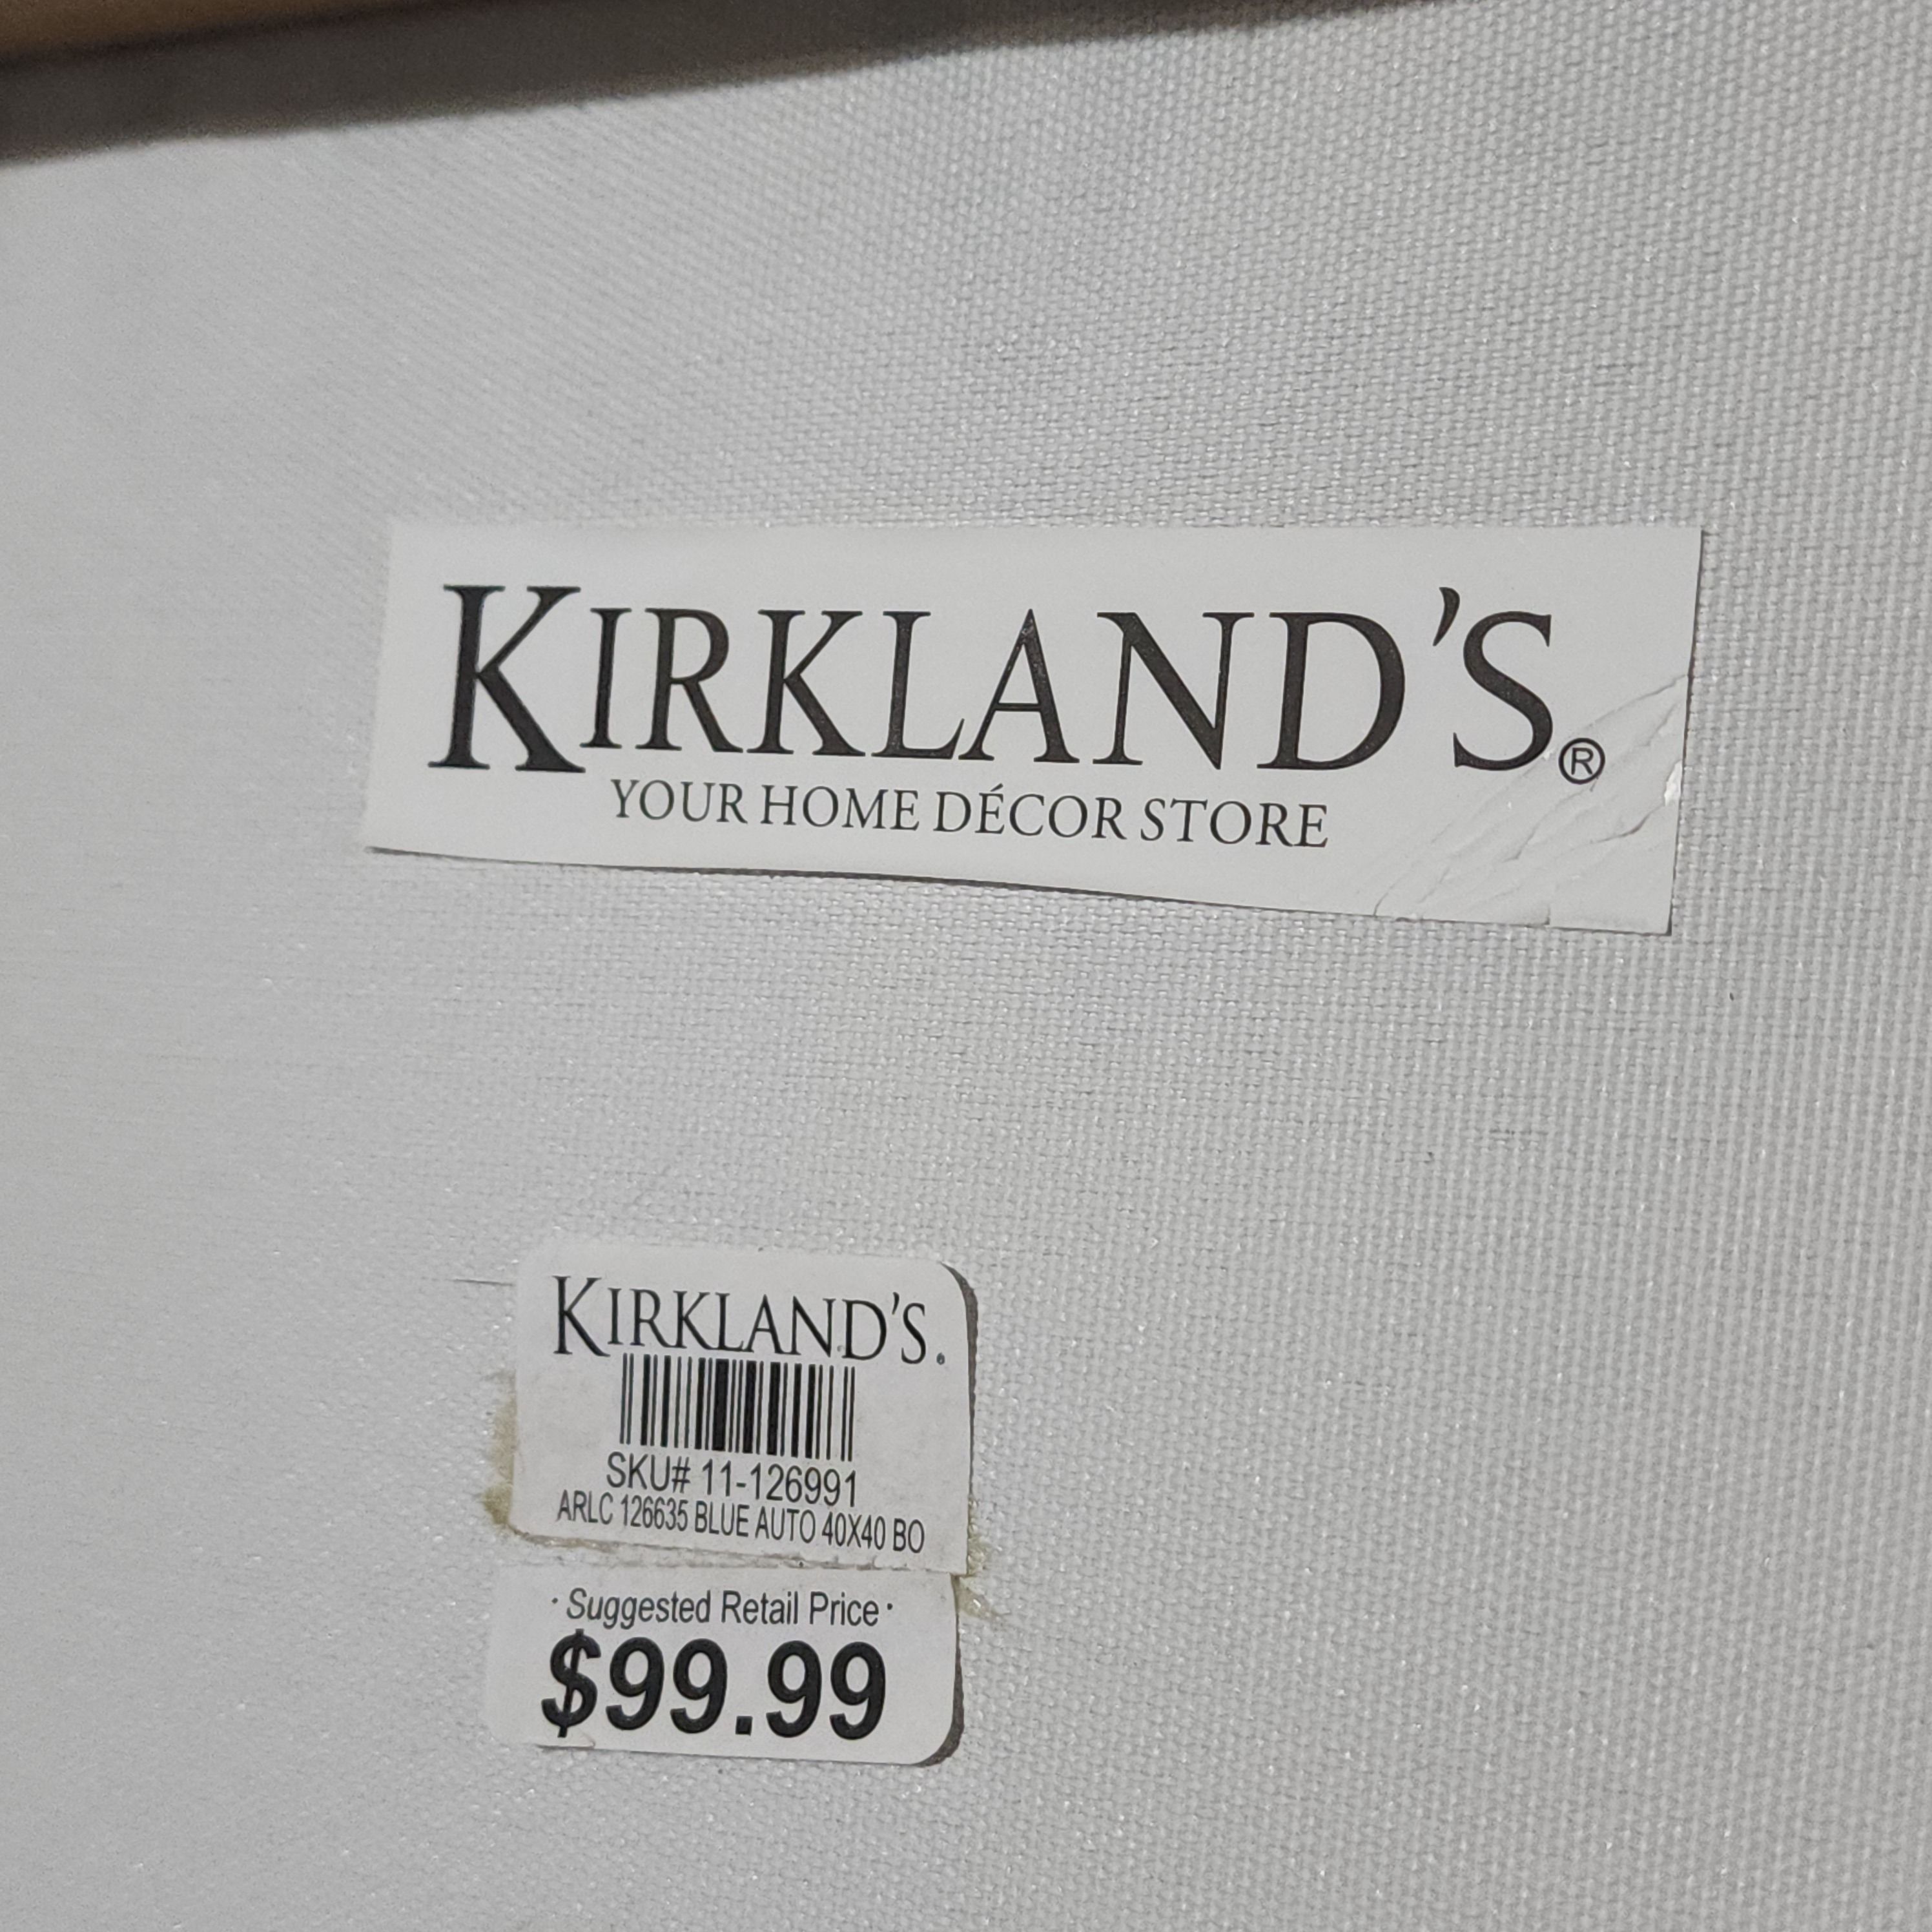 KIRKLAND'S®
YOUR HOME DÉCOR STORE
KIRKLAND'S®
SKU# 11-126991
ARLC 126635 BLUE AUTO 40X40 BO
· Suggested Retail Price ·
$99.99